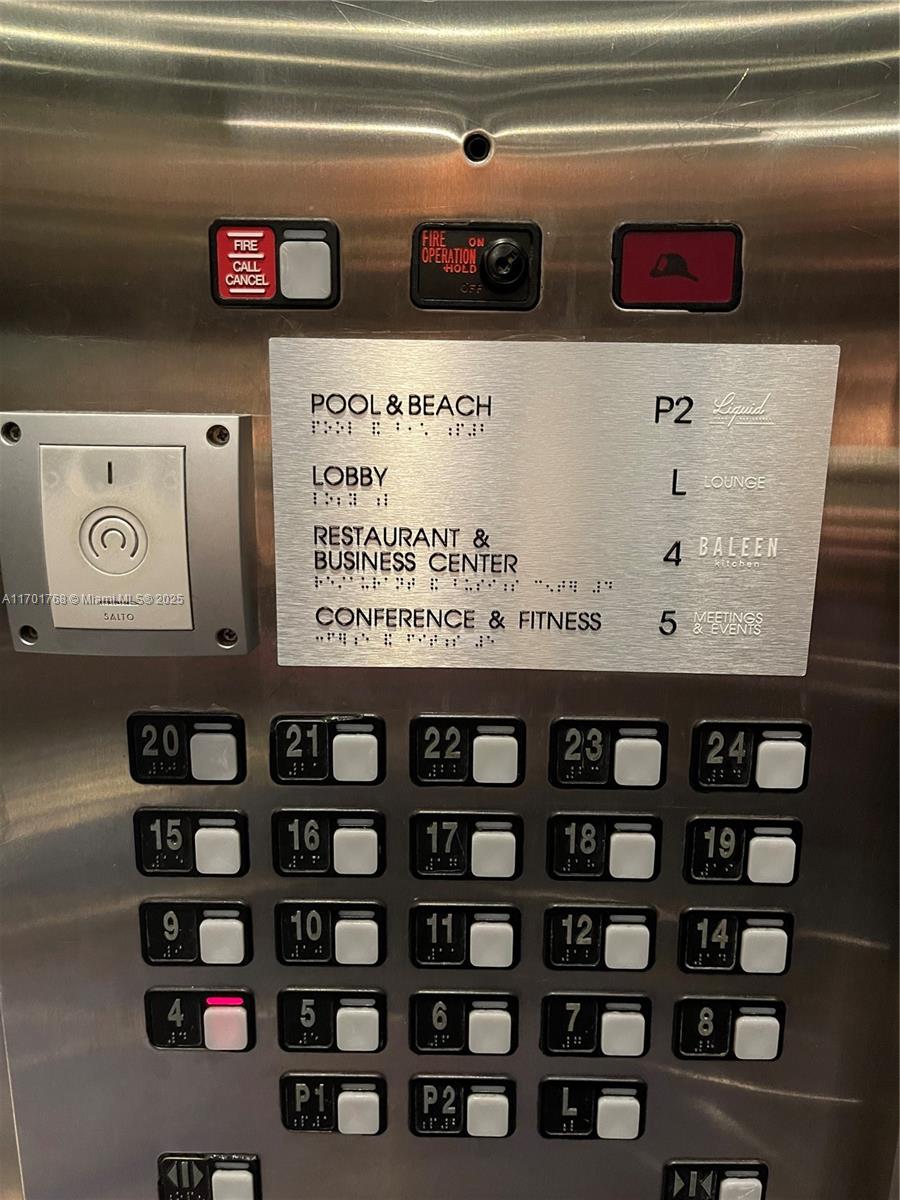 FIRE
CALL
CANCEL
FIRE ON
OPERATION
HOLD
OFF
POOL & BEACH P2 Liquid
LOBBY L LOUNGE
RESTAURANT &
BUSINESS CENTER 4 BALEEN
kitchen
CONFERENCE & FITNESS 5 MEETINGS
& EVENTS
A11701768 © Miami MLS © 2025
SALTO
20 21 22 23 24
15 16 17 18 19
9 10 11 12 14
4 5 6 7 8
P1 P2 L